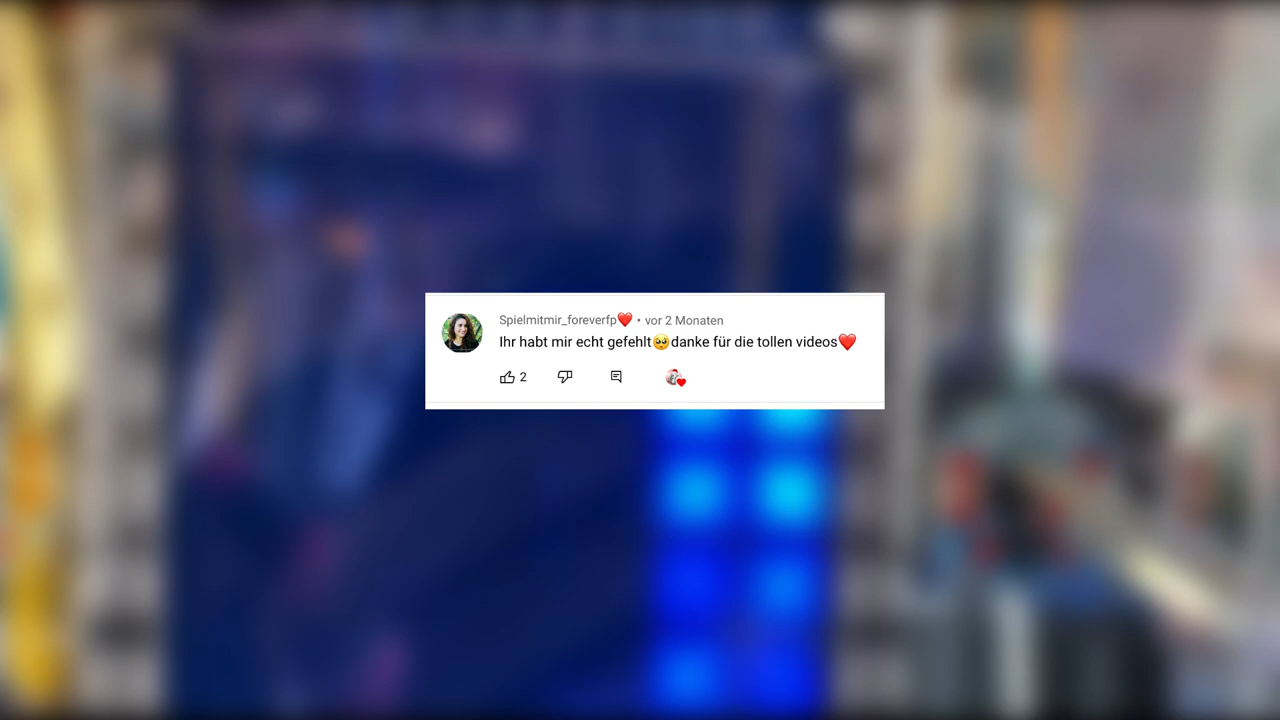 Spielmitmir_foreverfp❤️ • vor 2 Monaten
Ihr habt mir echt gefehlt🥺danke für die tollen videos❤️
2